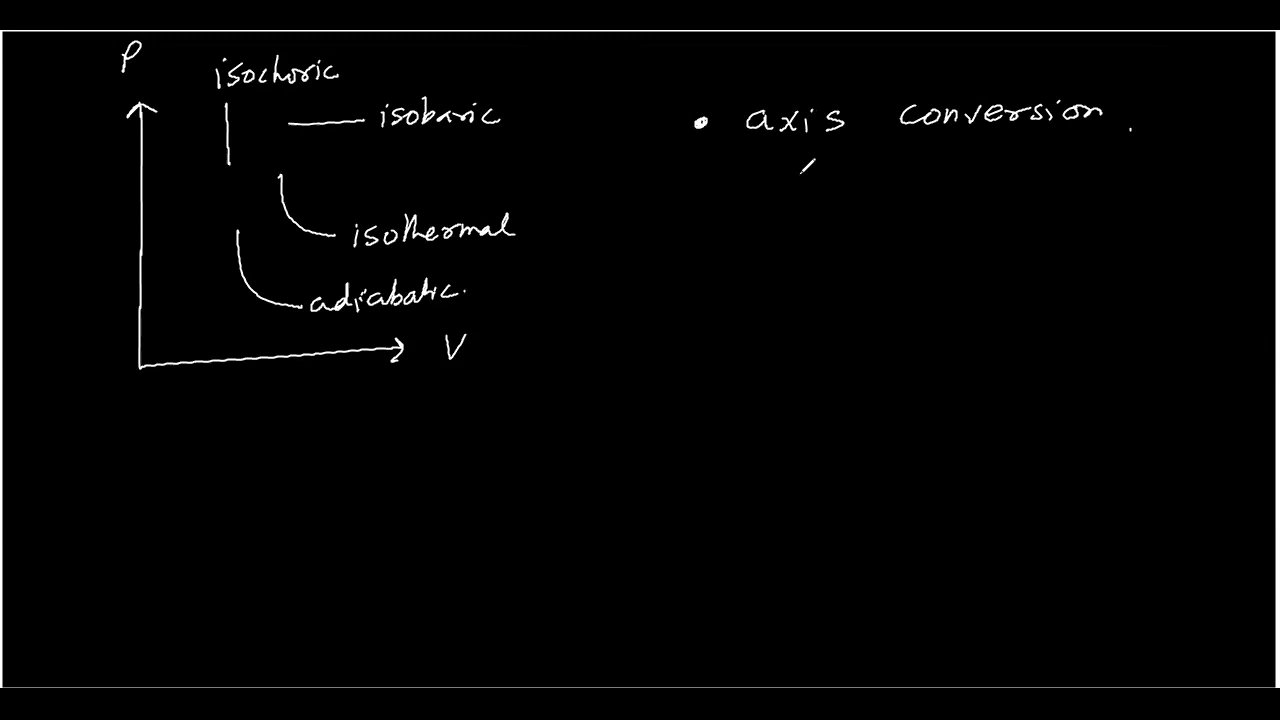 P
isochoric
isobaric
isothermal
adiabatic.
V
• axis conversion.